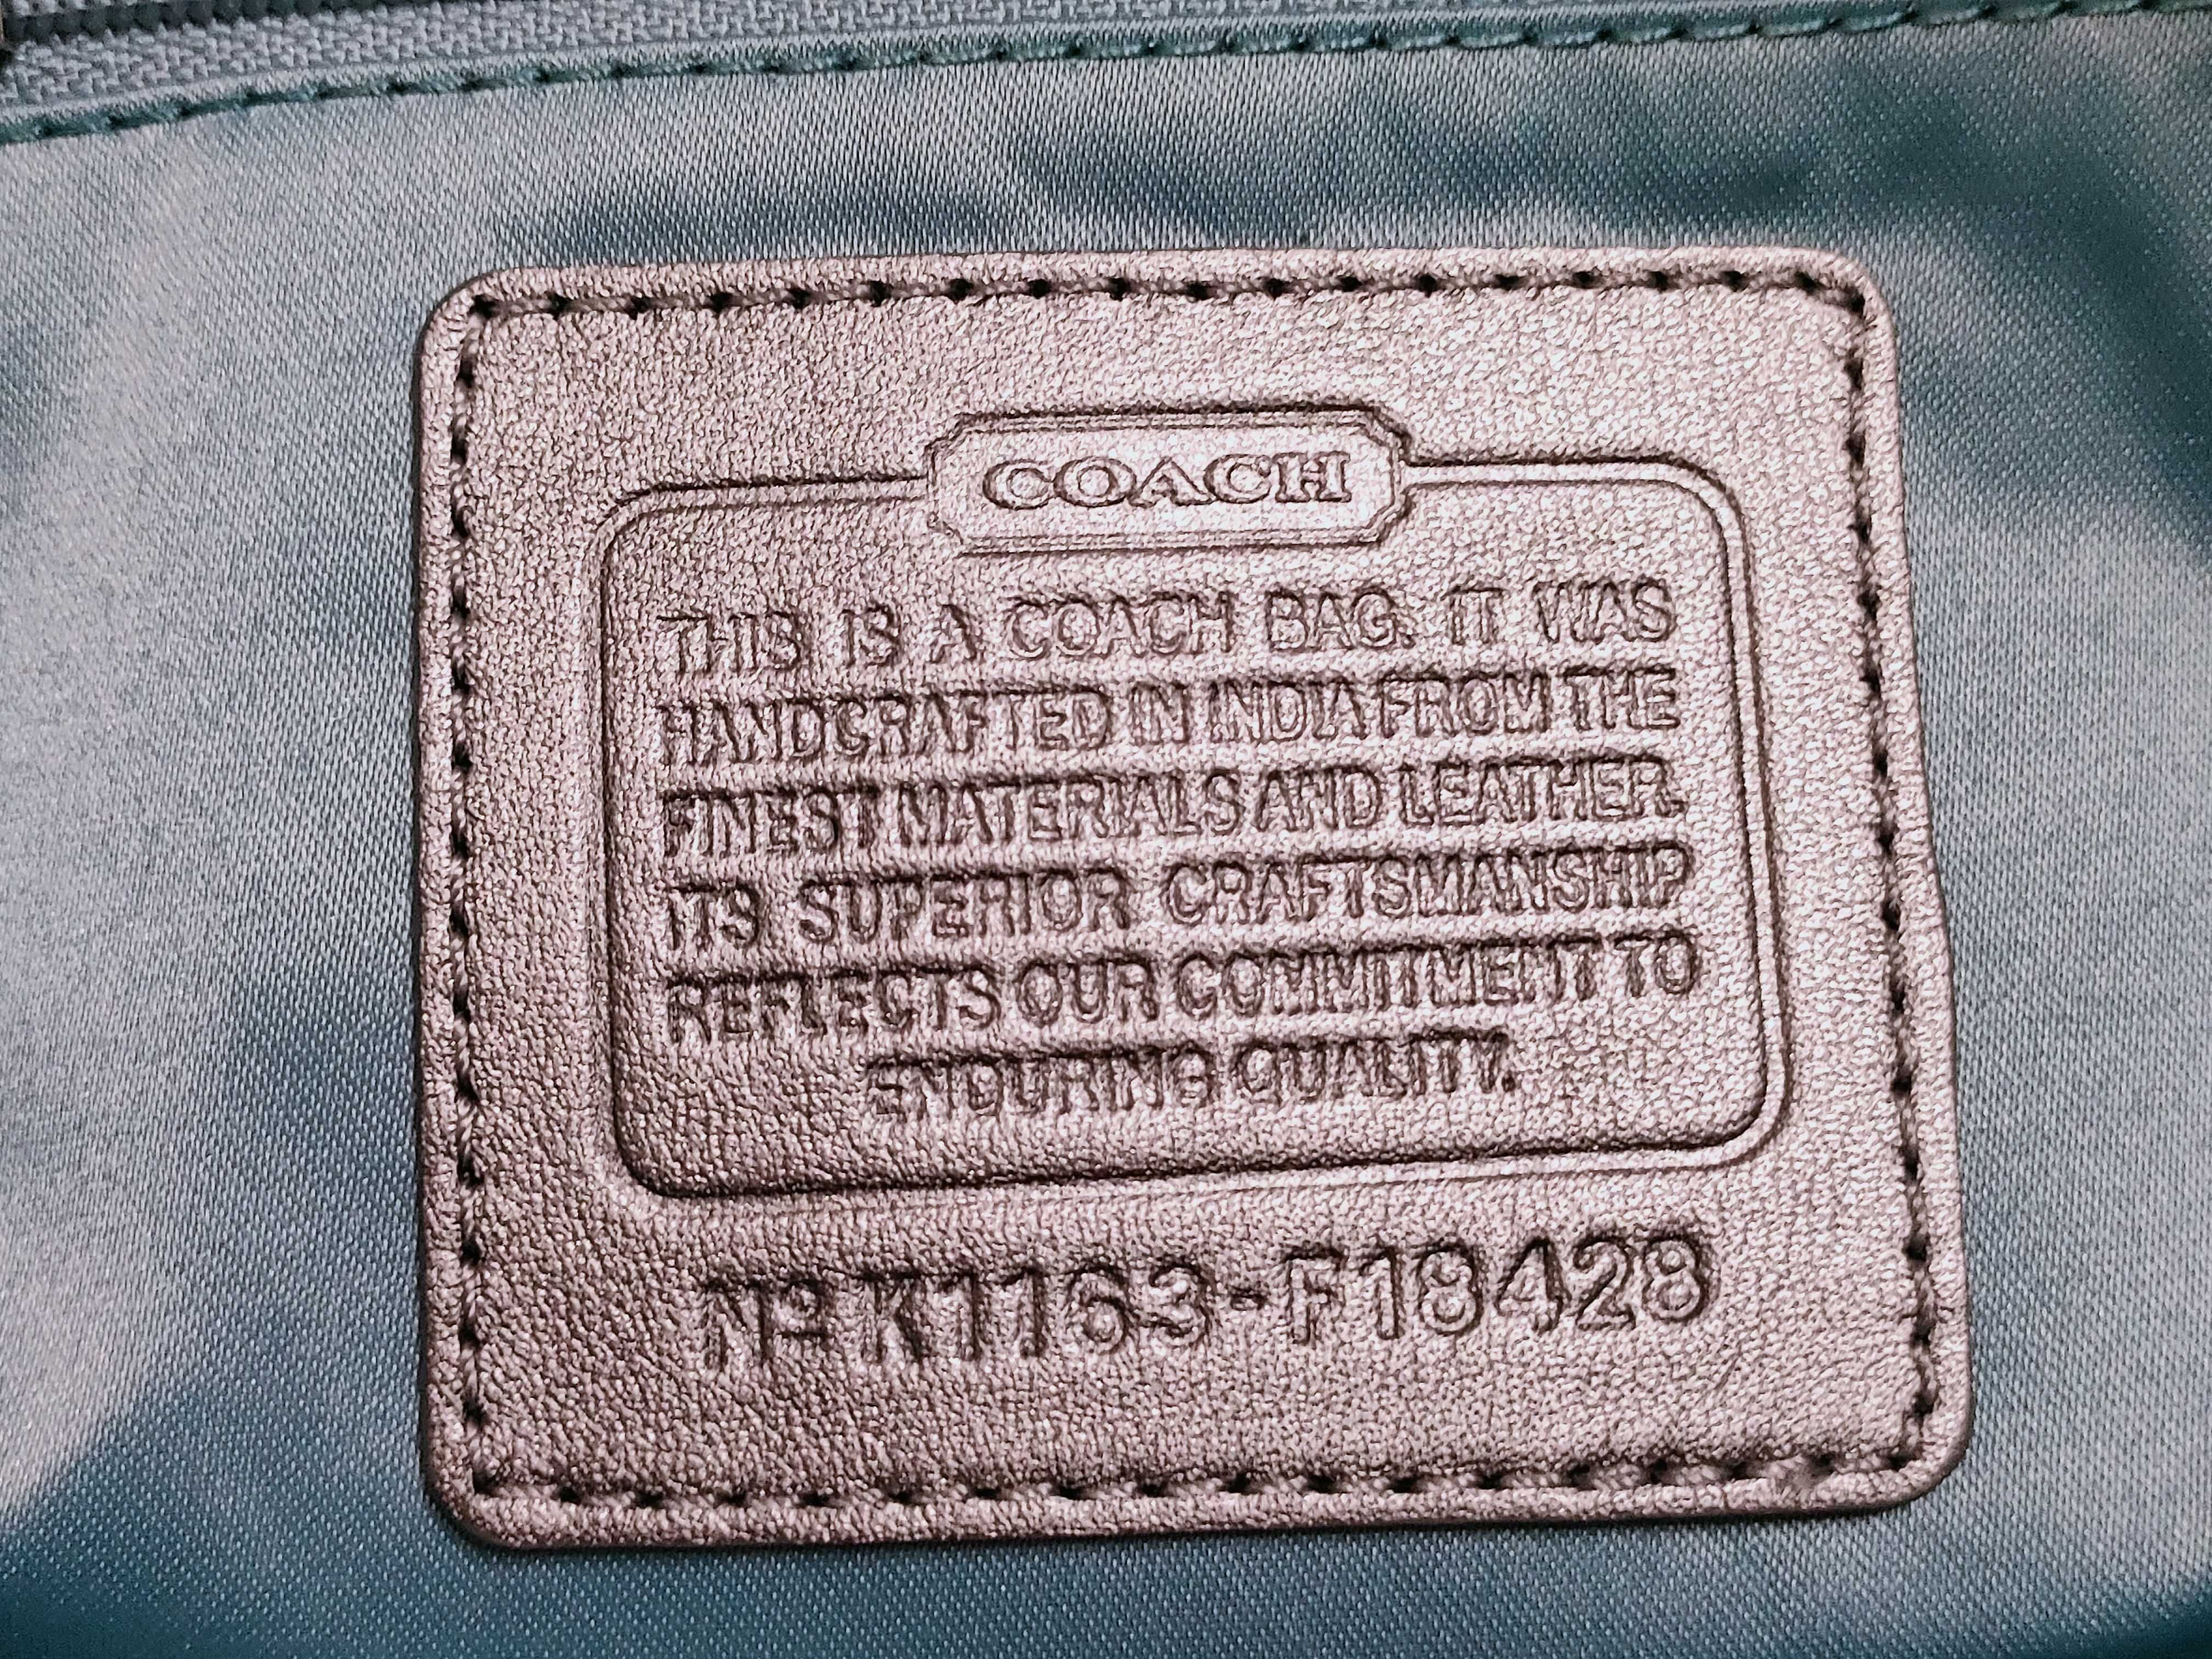 COACH
THIS IS A COACH BAG. IT WAS
HANDCRAFTED IN INDIA FROM THE
FINEST MATERIALS AND LEATHER.
ITS SUPERIOR CRAFTSMANSHIP
REFLECTS OUR COMMITMENT TO
ENDURING QUALITY.
Nº K1163-F18428